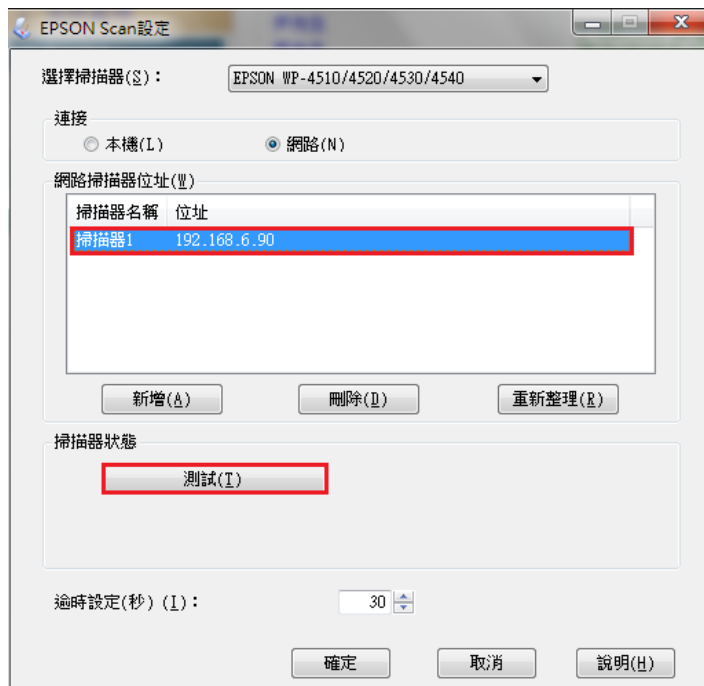 EPSON Scan設定
選擇掃描器(S)： EPSON WP-4510/4520/4530/4540
連接
本機(L) 網路(N)
網路掃描器位址(W)
掃描器名稱 位址
掃描器1 192.168.6.90
新增(A) 刪除(D) 重新整理(R)
掃描器狀態
測試(T)
逾時設定(秒) (I)： 30
確定 取消 說明(H)